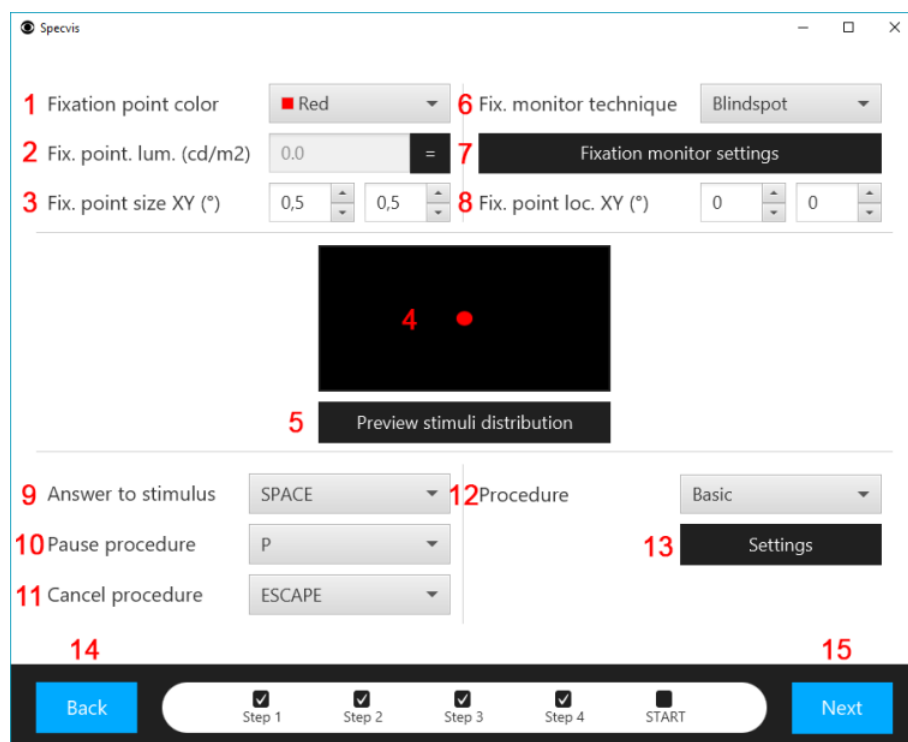 Specvis
1 Fixation point color Red 6 Fix. monitor technique Blindspot
2 Fix. point. lum. (cd/m2) 0.0 = 7 Fixation monitor settings
3 Fix. point size XY (°) 0,5 0,5 8 Fix. point loc. XY (°) 0 0
4
5 Preview stimuli distribution
9 Answer to stimulus SPACE 12 Procedure Basic
10 Pause procedure P 13 Settings
11 Cancel procedure ESCAPE
14 15
Back Step 1 Step 2 Step 3 Step 4 START Next